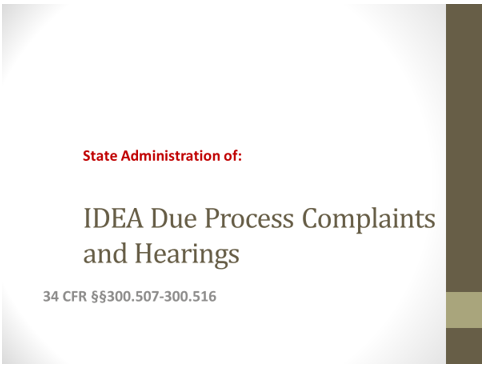 State Administration of:
IDEA Due Process Complaints
and Hearings
34 CFR §§300.507-300.516